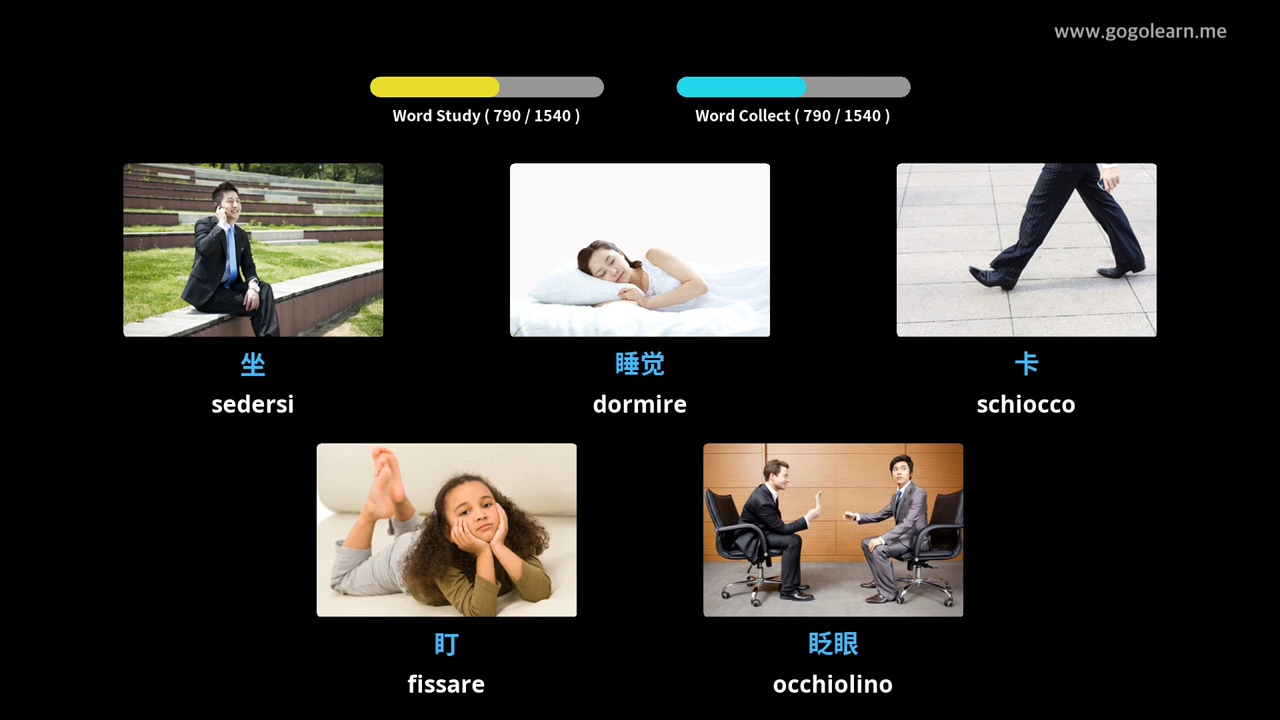 www.gogolearn.me
Word Study ( 790 / 1540 )
Word Collect ( 790 / 1540 )
坐
sedersi
睡觉
dormire
卡
schiocco
盯
fissare
眨眼
occhiolino